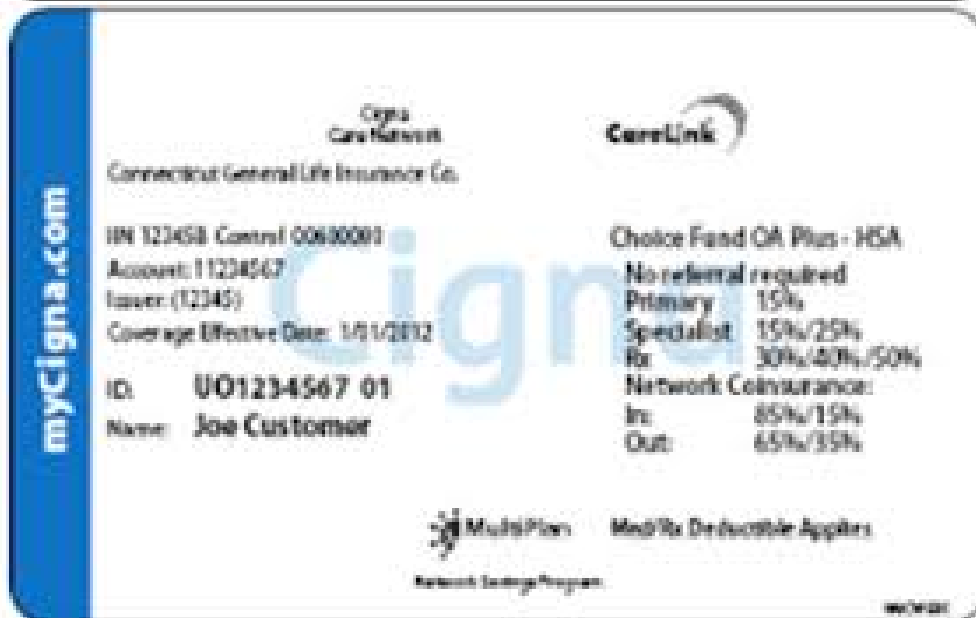 myCigna.com
Cigna
Care Network
CareLink
Connecticut General Life Insurance Co.
Account: 11234567
Issuer: (12345)
Coverage Effective Date: 1/01/2012
ID: U01234567 01
Name: Joe Customer
Cigna
Choice Fund OA Plus - HSA
No referral required
Primary 15%
Specialist 15%/25%
Rx 30%/40%/50%
Network Coinsurance:
In: 85%/15%
Out: 65%/35%
MultiPlan
Med/Rx Deductible Applies
Network Savings Program